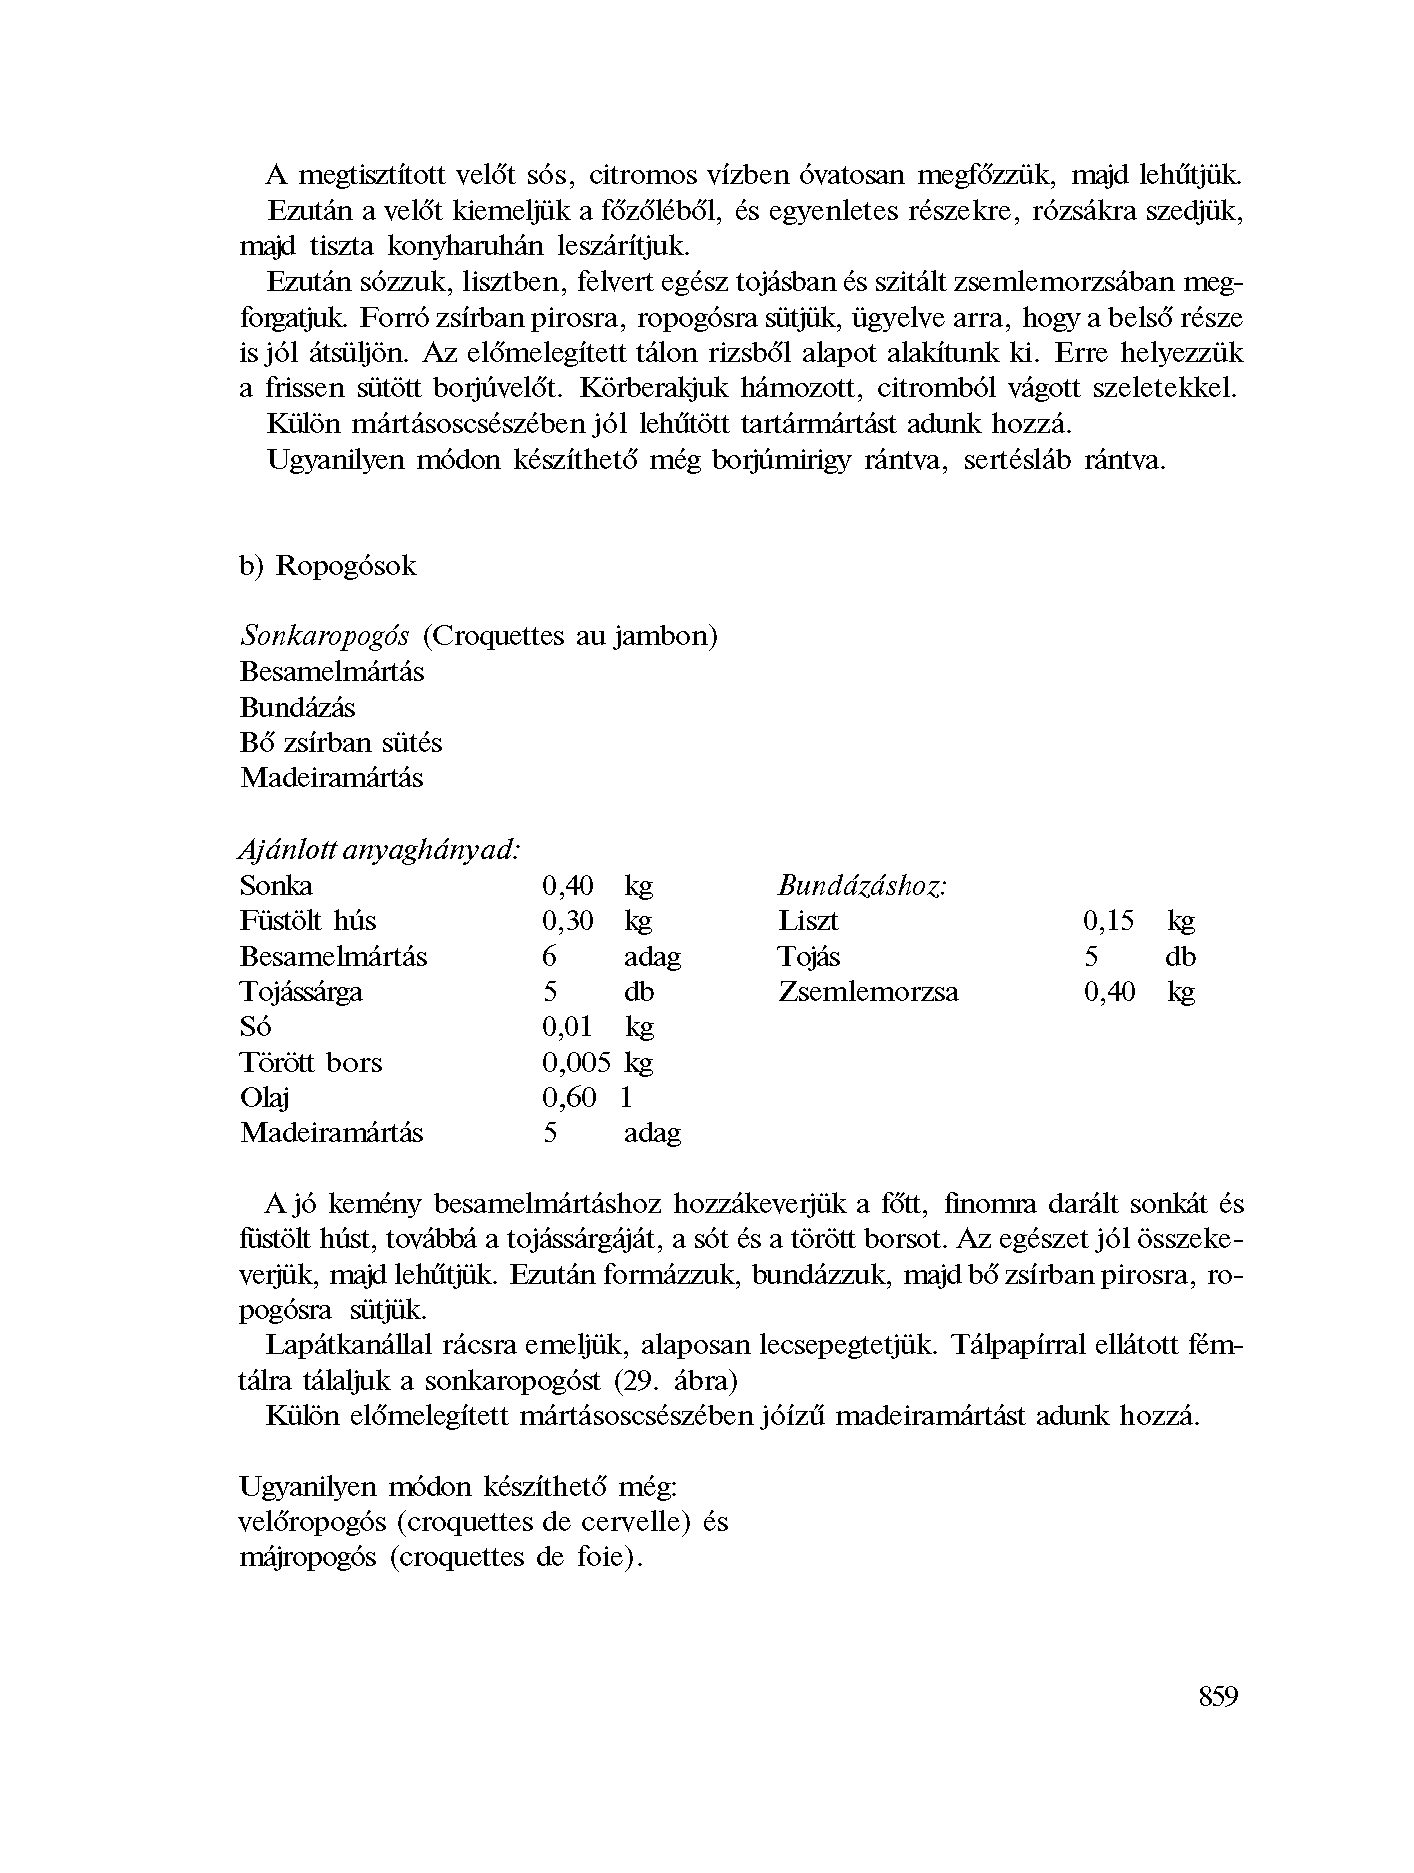 A megtisztított velőt sós, citromos vízben óvatosan megfőzzük, majd lehűtjük.
Ezután a velőt kiemeljük a főzőléből, és egyenletes részekre, rózsákra szedjük,
majd tiszta konyharuhán leszárítjuk.
Ezután sózzuk, lisztben, felvert egész tojásban és szitált zsemlemorzsában meg-
forgatjuk. Forró zsírban pirosra, ropogósra sütjük, ügyelve arra, hogy a belső része
is jól átsüljön. Az előmelegített tálon rizsből alapot alakítunk ki. Erre helyezzük
a frissen sütött borjúvelőt. Körberakjuk hámozott, citromból vágott szeletekkel.
Külön mártásoscsészében jól lehűtött tartármártást adunk hozzá.
Ugyanilyen módon készíthető még borjúmirigy rántva, sertésláb rántva.
b) Ropogósok
Sonkaropogós (Croquettes au jambon)
Besamelmártás
Bundázás
Bő zsírban sütés
Madeiramártás
Ajánlott anyaghányad:
Sonka 0,40 kg Bundázáshoz:
Füstölt hús 0,30 kg Liszt 0,15 kg
Besamelmártás 6 adag Tojás 5 db
Tojássárga 5 db Zsemlemorzsa 0,40 kg
Só 0,01 kg
Törött bors 0,005 kg
Olaj 0,60 l
Madeiramártás 5 adag
A jó kemény besamelmártáshoz hozzákeverjük a főtt, finomra darált sonkát és
füstölt húst, továbbá a tojássárgáját, a sót és a törött borsot. Az egészet jól összeke-
verjük, majd lehűtjük. Ezután formázzuk, bundázzuk, majd bő zsírban pirosra, ro-
pogósra sütjük.
Lapátkanállal rácsra emeljük, alaposan lecsepegtetjük. Tálpapírral ellátott fém-
tálra tálaljuk a sonkaropogóst (29. ábra)
Külön előmelegített mártásoscsészében jóízű madeiramártást adunk hozzá.
Ugyanilyen módon készíthető még:
velőropogós (croquettes de cervelle) és
májropogós (croquettes de foie).
859